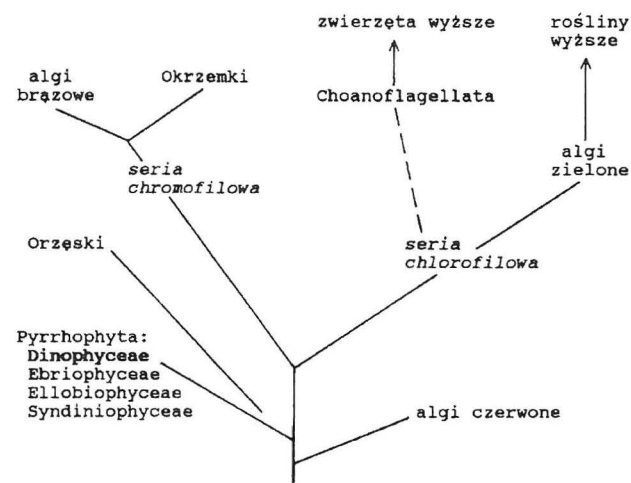 zwierzęta wyższe
rośliny
wyższe
algi
brązowe
Okrzemki
Choanoflagellata
algi
zielone
seria
chromofilowa
seria
chlorofilowa
Orzęski
Pyrrhophyta:
Dinophyceae
Ebriophyceae
Ellobiophyceae
Syndiniophyceae
algi czerwone